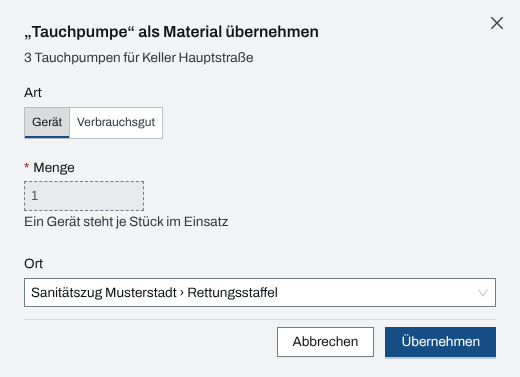 „Tauchpumpe“ als Material übernehmen
3 Tauchpumpen für Keller Hauptstraße
Art
Gerät Verbrauchsgut
* Menge
1
Ein Gerät steht je Stück im Einsatz
Ort
Sanitätszug Musterstadt › Rettungsstaffel
Abbrechen Übernehmen